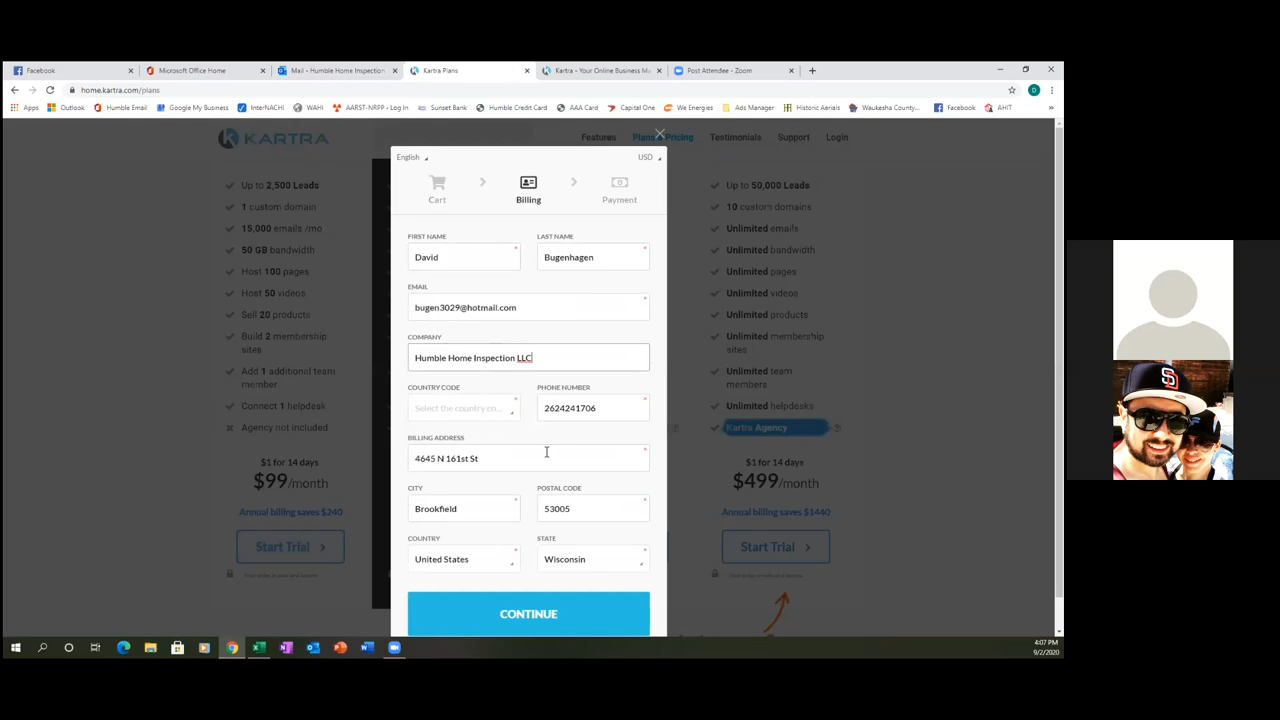 Facebook
Microsoft Office Home
Mail - Humble Home Inspection
Kartra Plans
Kartra - Your Online Business M
Post Attendee - Zoom
home.kartra.com/plans
Apps
Outlook
Humble Email
Google My Business
InterNACHI
WAHI
AARST-NRPP • Log In
Sunset Bank
Humble Credit Card
AAA Card
Capital One
We Energies
Ads Manager
Historic Aerials
Waukesha County...
Facebook
AHIT
KARTRA
Features
Plans & Pricing
Testimonials
Support
Login
English
USD
Cart
Billing
Payment
Up to 2,500 Leads
1 custom domain
15,000 emails /mo
50 GB bandwidth
Host 100 pages
Host 50 videos
Sell 20 products
Build 2 membership
sites
Add 1 additional team
member
Connect 1 helpdesk
Agency not included
$1 for 14 days
$99/month
Annual billing saves $240
Start Trial
FIRST NAME
LAST NAME
David
Bugenhagen
EMAIL
bugen3029@hotmail.com
COMPANY
Humble Home Inspection LLC
COUNTRY CODE
PHONE NUMBER
Select the country co...
2624241706
BILLING ADDRESS
4645 N 161st St
CITY
POSTAL CODE
Brookfield
53005
COUNTRY
STATE
United States
Wisconsin
CONTINUE
Up to 50,000 Leads
10 custom domains
Unlimited emails
Unlimited bandwidth
Unlimited pages
Unlimited videos
Unlimited products
Unlimited membership
sites
Unlimited team
members
Unlimited helpdesks
Kartra Agency
$1 for 14 days
$499/month
Annual billing saves $1440
Start Trial
4:07 PM
9/2/2020